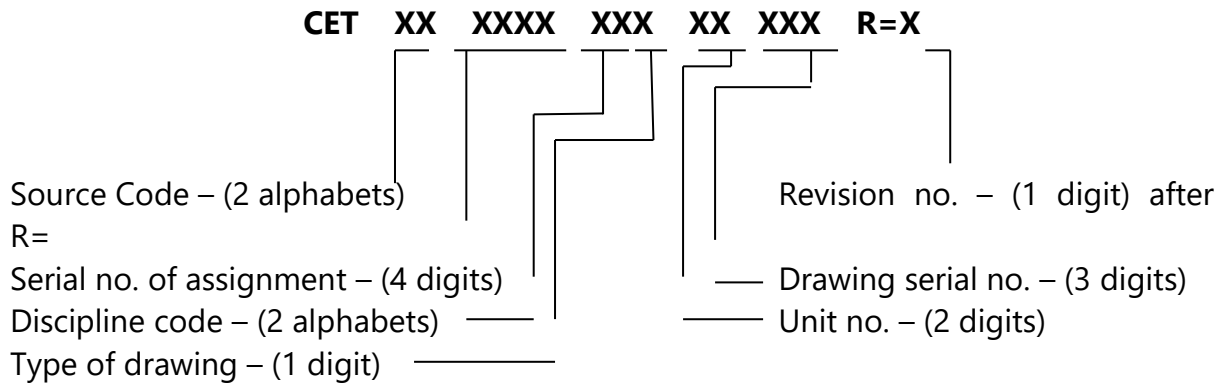 CET XX XXXX XXX XX XXX R=X
Source Code – (2 alphabets) Revision no. – (1 digit) after
R=
Serial no. of assignment – (4 digits) Drawing serial no. – (3 digits)
Discipline code – (2 alphabets) Unit no. – (2 digits)
Type of drawing – (1 digit)